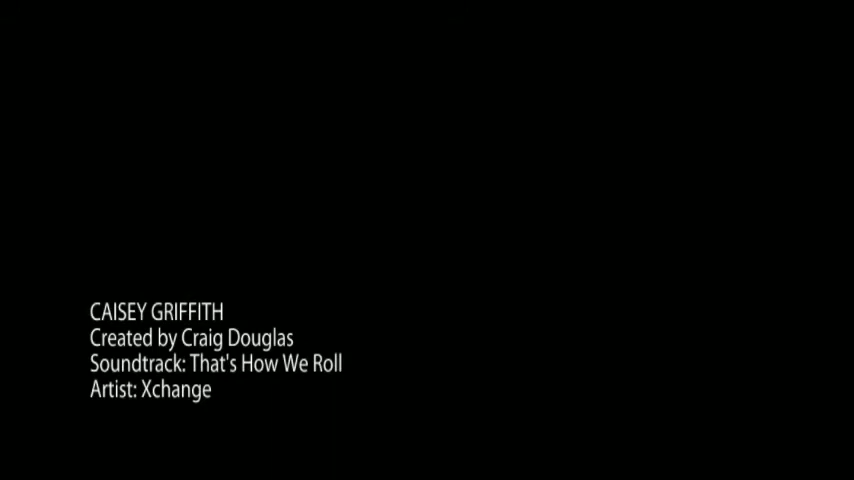 CAISEY GRIFFITH
Created by Craig Douglas
Soundtrack: That's How We Roll
Artist: Xchange